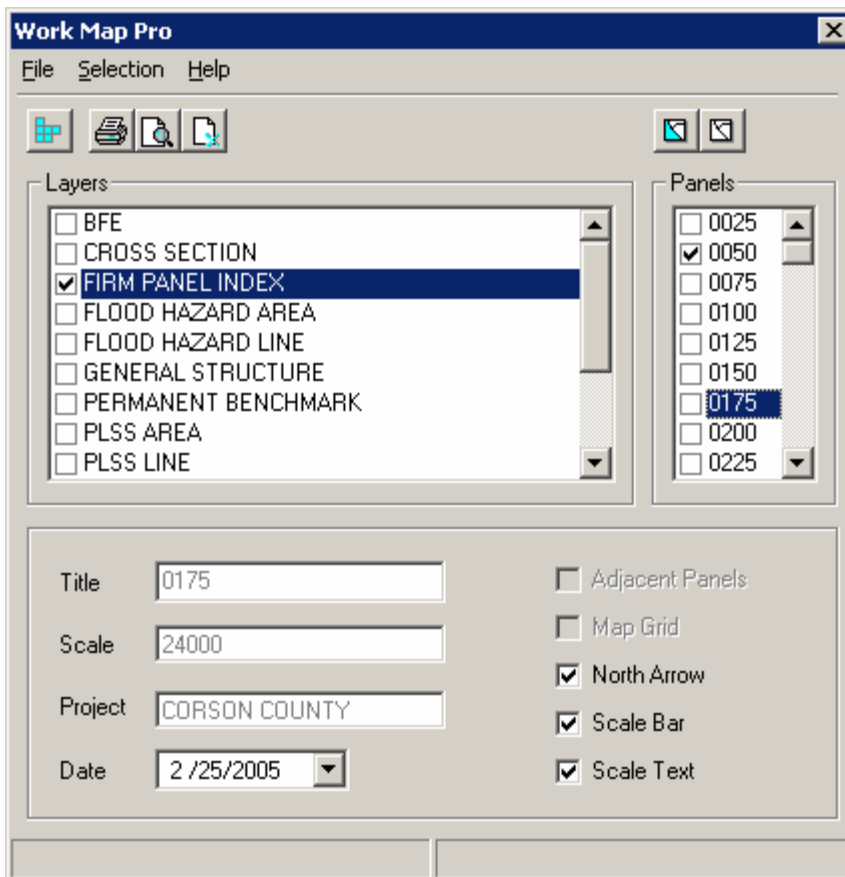 Work Map Pro
File Selection Help
Layers
BFE
CROSS SECTION
FIRM PANEL INDEX
FLOOD HAZARD AREA
FLOOD HAZARD LINE
GENERAL STRUCTURE
PERMANENT BENCHMARK
PLSS AREA
PLSS LINE
Panels
0025
0050
0075
0100
0125
0150
0175
0200
0225
Title 0175
Scale 24000
Project CORSON COUNTY
Date 2 /25/2005
Adjacent Panels
Map Grid
North Arrow
Scale Bar
Scale Text